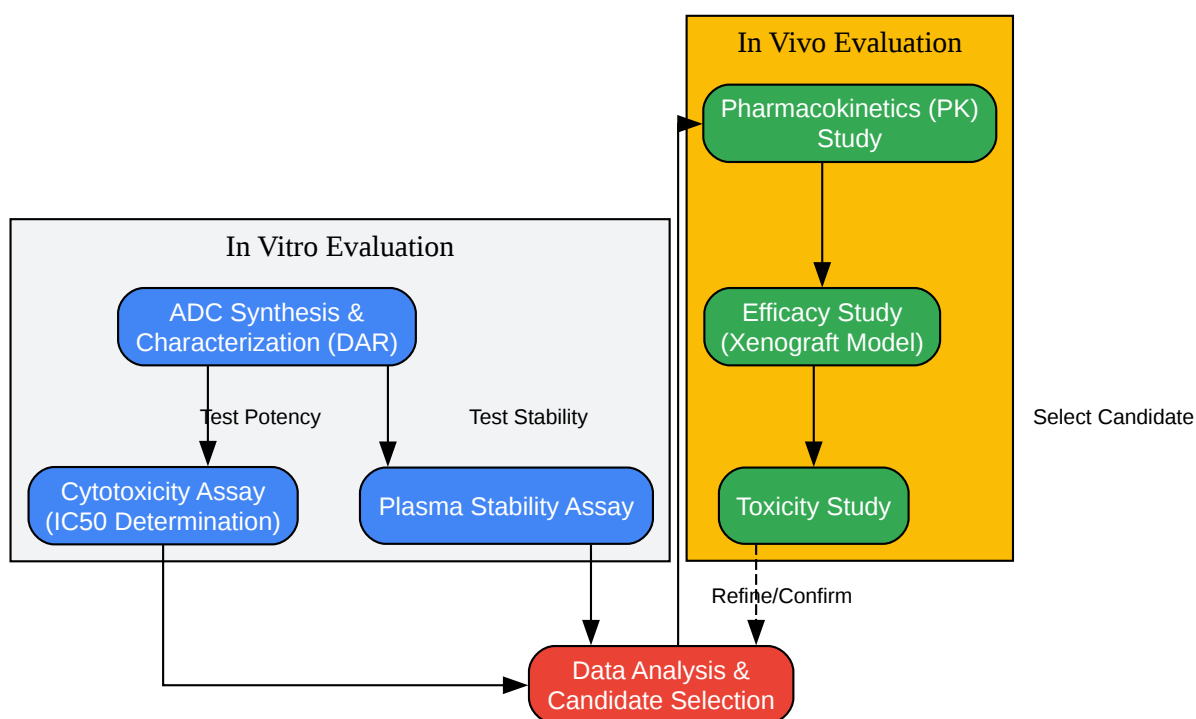 In Vivo Evaluation
Pharmacokinetics (PK)
Study
In Vitro Evaluation
ADC Synthesis &
Characterization (DAR)
Efficacy Study
(Xenograft Model)
Test Potency
Test Stability
Select Candidate
Cytotoxicity Assay
(IC50 Determination)
Plasma Stability Assay
Toxicity Study
Refine/Confirm
Data Analysis &
Candidate Selection